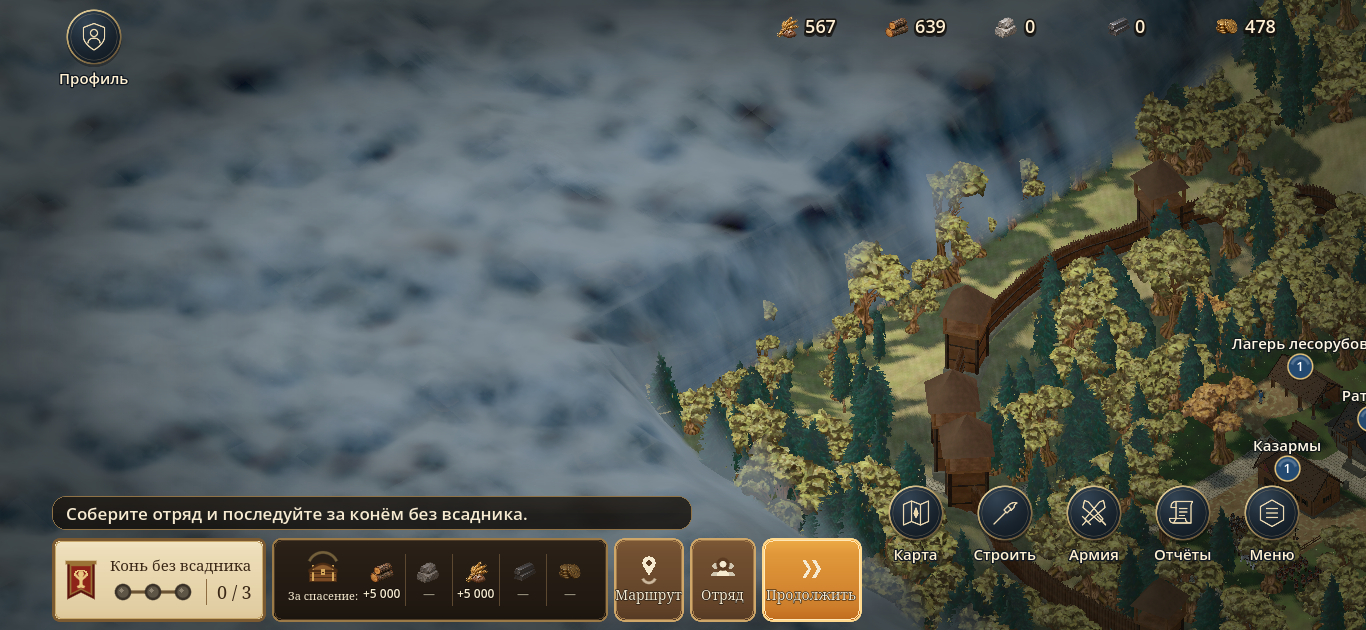 567
639
0
0
478
Профиль
Лагерь лесорубов
1
Рат
Казармы
1
Соберите отряд и последуйте за конём без всадника.
Карта
Строить
Армия
Отчёты
Меню
Конь без всадника
0 / 3
За спасение:
+5 000
—
+5 000
—
—
Маршрут
Отряд
Продолжить